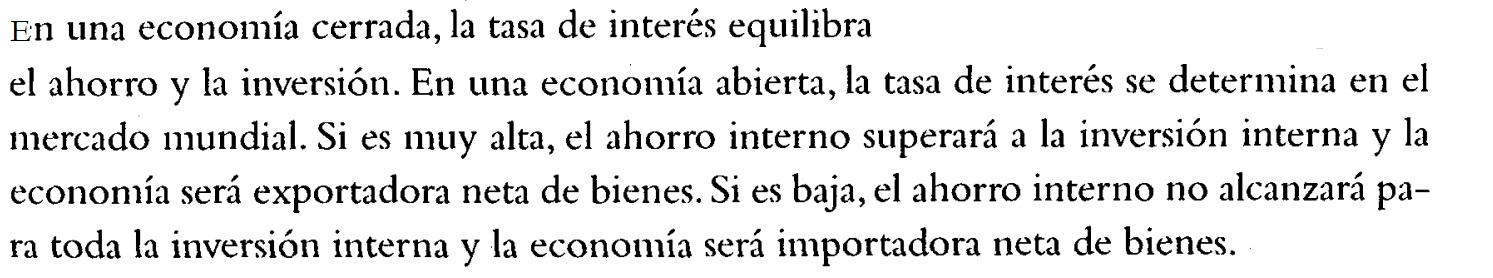 En una economía cerrada, la tasa de interés equilibra
el ahorro y la inversión. En una economía abierta, la tasa de interés se determina en el
mercado mundial. Si es muy alta, el ahorro interno superará a la inversión interna y la
economía será exportadora neta de bienes. Si es baja, el ahorro interno no alcanzará pa-
ra toda la inversión interna y la economía será importadora neta de bienes.